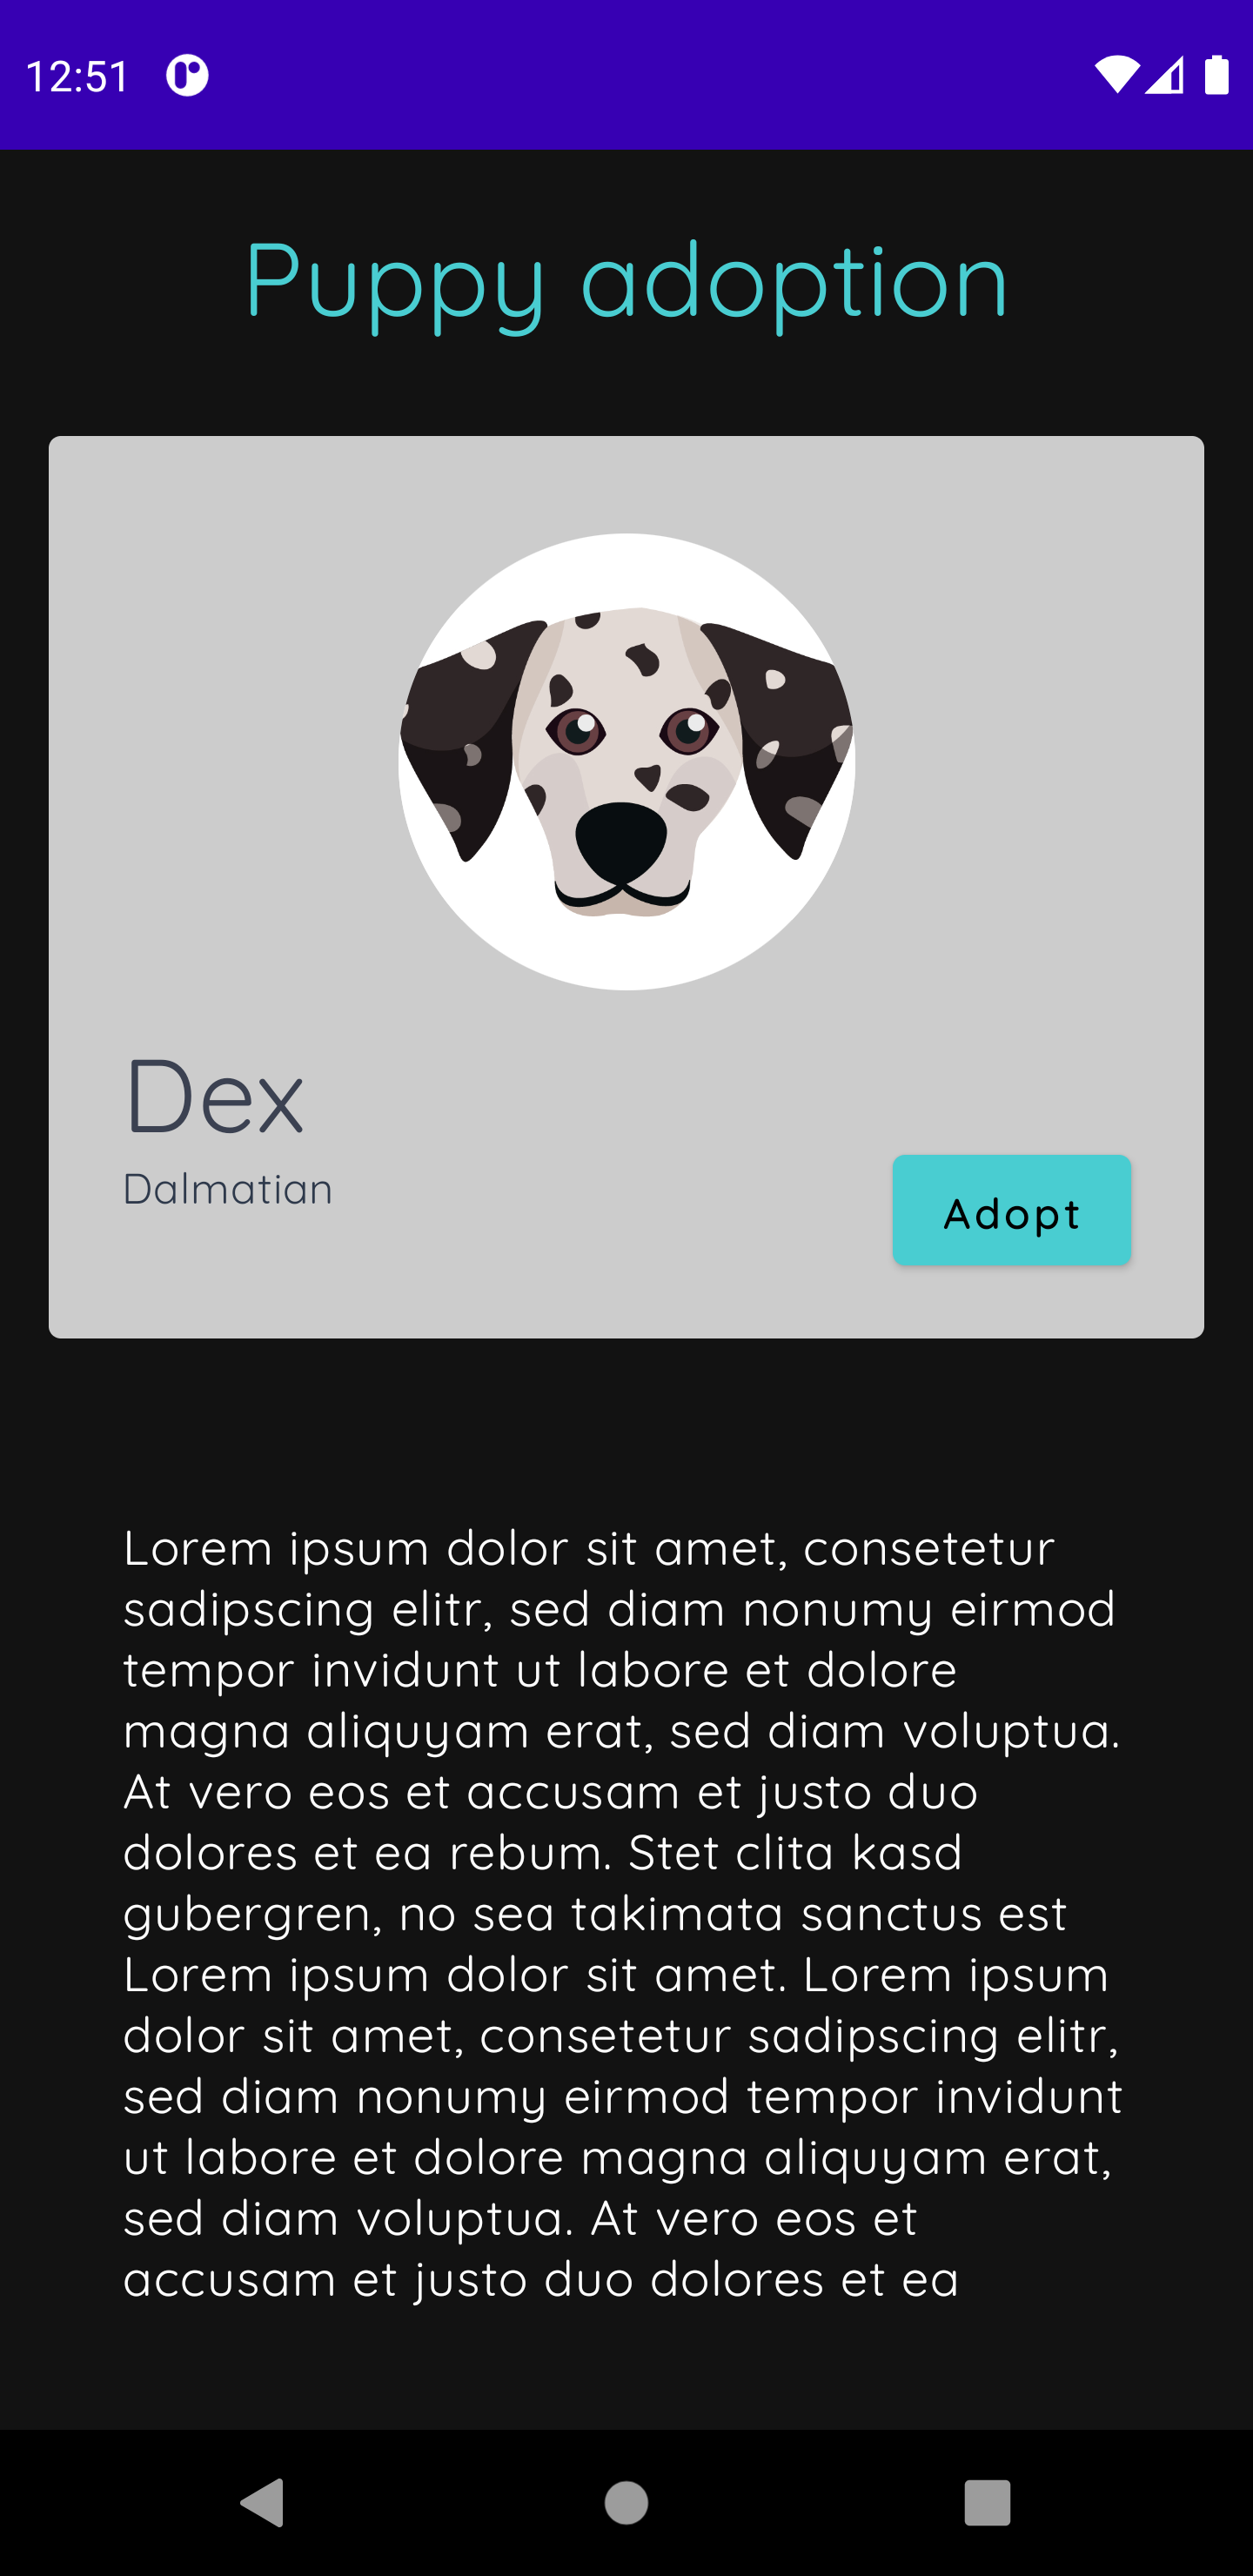 12:51
Puppy adoption
Dex
Dalmatian
Adopt
Lorem ipsum dolor sit amet, consetetur
sadipscing elitr, sed diam nonumy eirmod
tempor invidunt ut labore et dolore
magna aliquyam erat, sed diam voluptua.
At vero eos et accusam et justo duo
dolores et ea rebum. Stet clita kasd
gubergren, no sea takimata sanctus est
Lorem ipsum dolor sit amet. Lorem ipsum
dolor sit amet, consetetur sadipscing elitr,
sed diam nonumy eirmod tempor invidunt
ut labore et dolore magna aliquyam erat,
sed diam voluptua. At vero eos et
accusam et justo duo dolores et ea